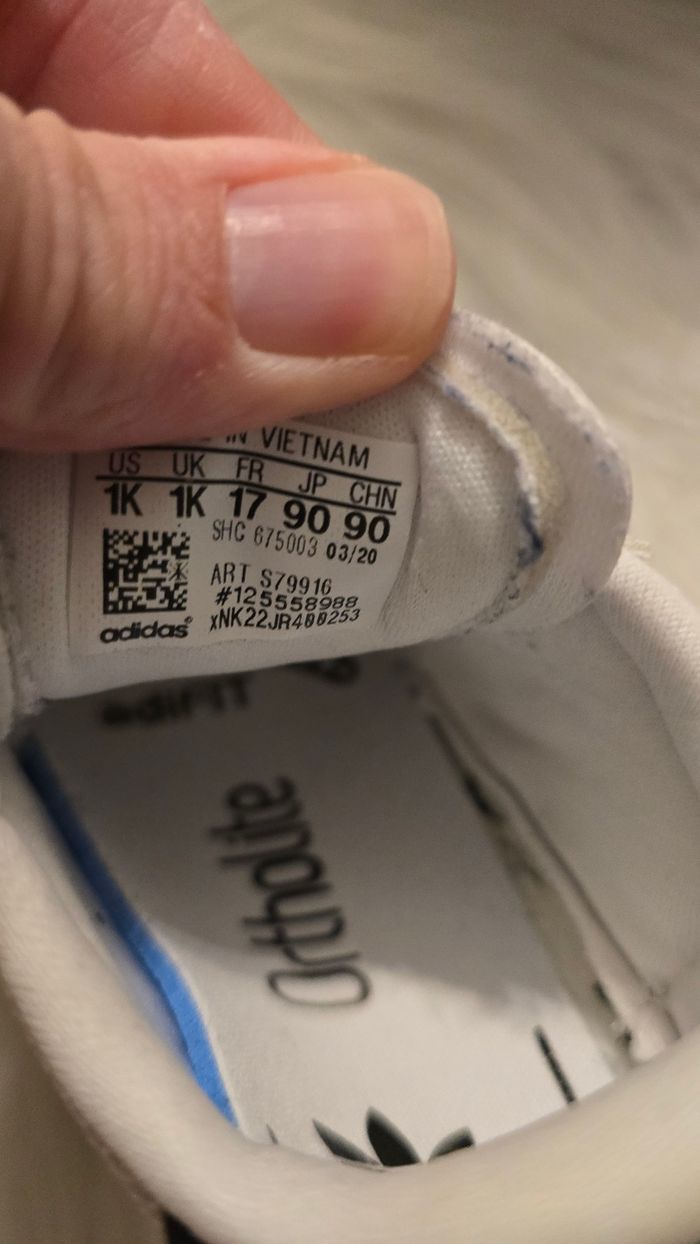 IN VIETNAM
US UK FR JP CHN
1K 1K 17 90 90
SHC 675003 03/20
ART S79916
#125558988
xNK22JR400253
adidas®
adiFIT
Ortholite